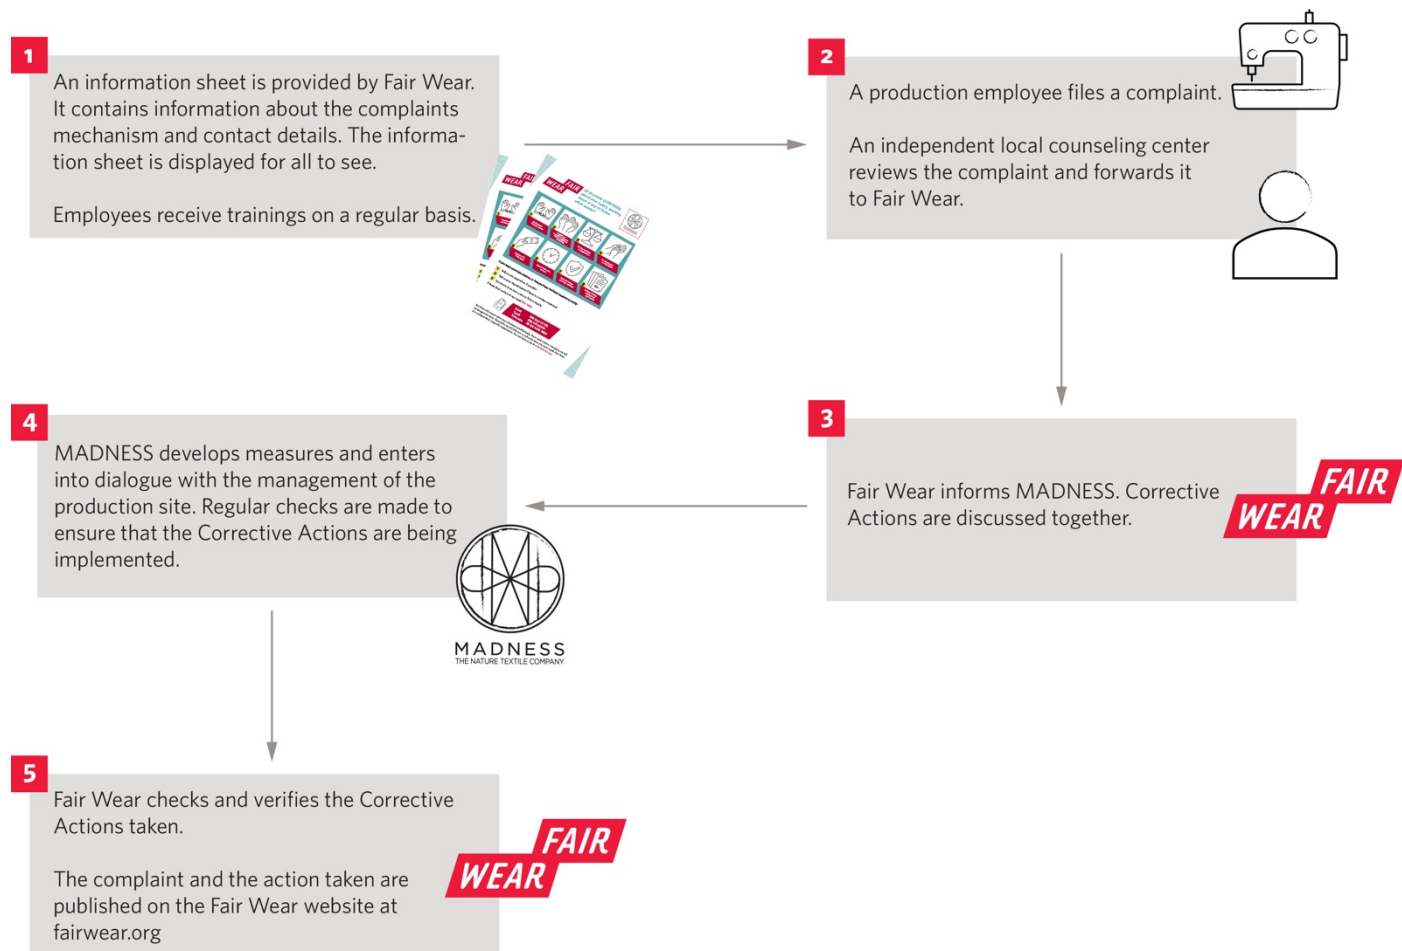 1
An information sheet is provided by Fair Wear.
It contains information about the complaints
mechanism and contact details. The informa-
tion sheet is displayed for all to see.
Employees receive trainings on a regular basis.
FAIR
WEAR
FAIR
WEAR
2
A production employee files a complaint.
An independent local counseling center
reviews the complaint and forwards it
to Fair Wear.
3
Fair Wear informs MADNESS. Corrective
Actions are discussed together.
FAIR
WEAR
4
MADNESS develops measures and enters
into dialogue with the management of the
production site. Regular checks are made to
ensure that the Corrective Actions are being
implemented.
MADNESS
THE NATURE TEXTILE COMPANY
5
Fair Wear checks and verifies the Corrective
Actions taken.
The complaint and the action taken are
published on the Fair Wear website at
fairwear.org
FAIR
WEAR